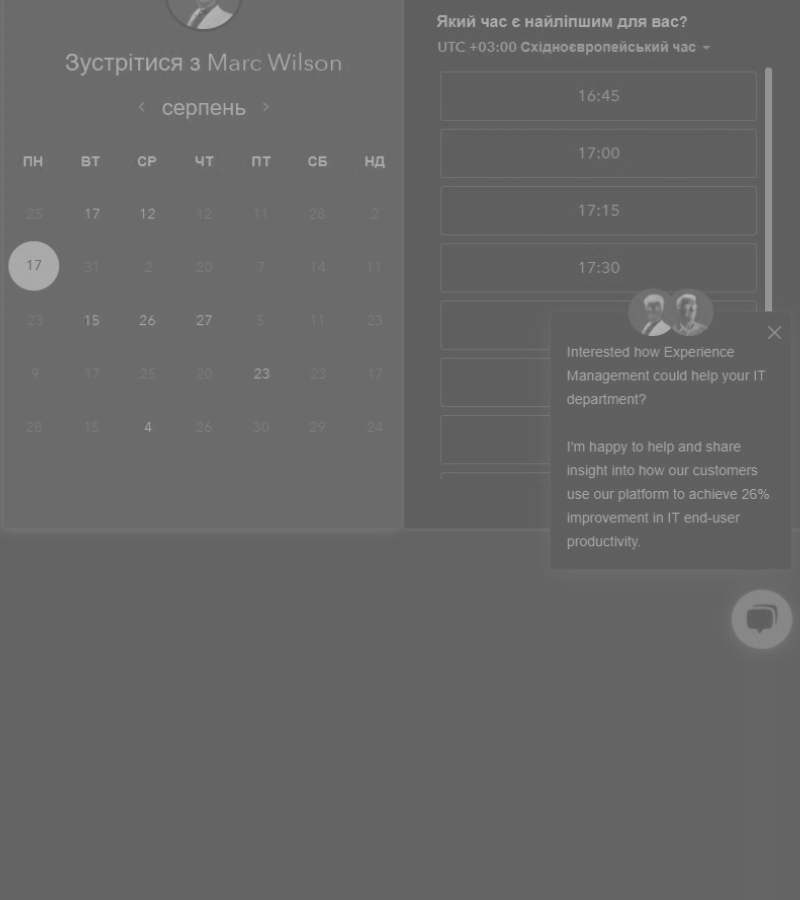 Зустрітися з Marc Wilson
серпень
ПН ВТ СР ЧТ ПТ СБ НД
25 17 12 12 11 28 2
17 31 2 20 7 14 11
23 15 26 27 5 11 23
9 17 25 20 23 23 17
28 15 4 26 30 29 24
Який час є найліпшим для вас?
UTC +03:00 Східноєвропейський час
16:45
17:00
17:15
17:30
Interested how Experience
Management could help your IT
department?
I'm happy to help and share
insight into how our customers
use our platform to achieve 26%
improvement in IT end-user
productivity.